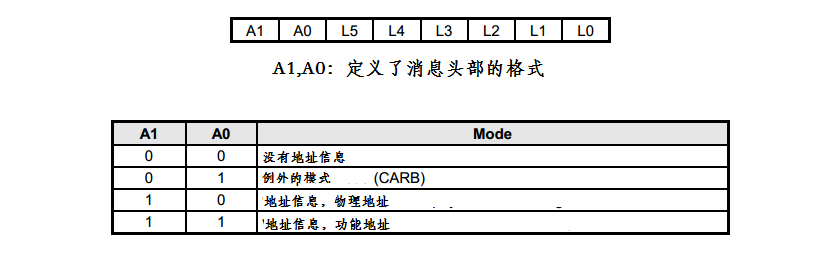 A1 A0 L5 L4 L3 L2 L1 L0
A1,A0：定义了消息头部的格式
A1 A0 Mode
0 0 没有地址信息
0 1 例外的模式 (CARB)
1 0 地址信息，物理地址
1 1 地址信息，功能地址